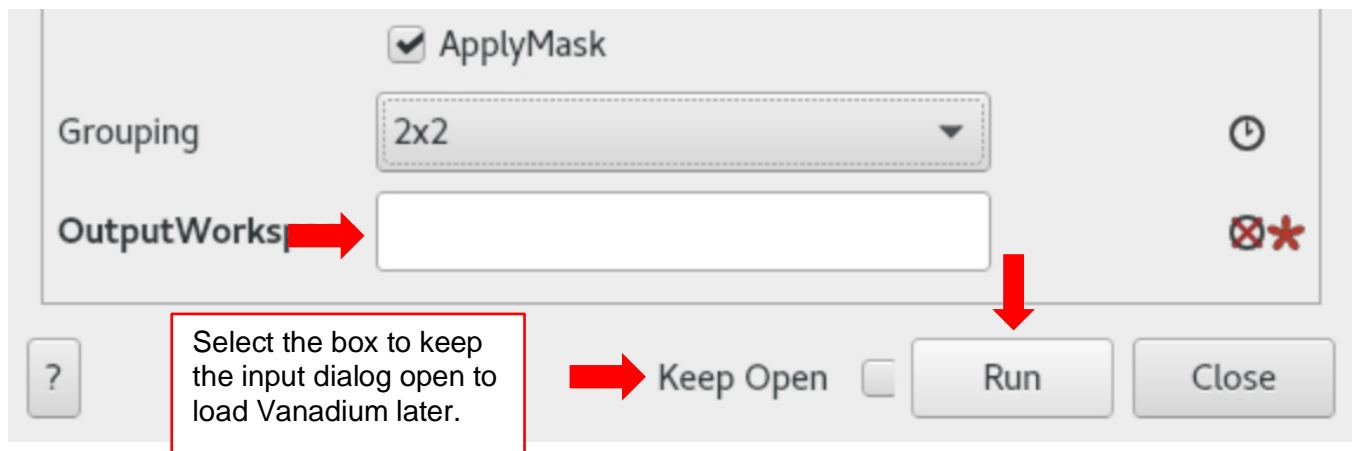 ApplyMask
Grouping
2x2
OutputWorksp
Select the box to keep
the input dialog open to
load Vanadium later.
?
Keep Open
Run
Close